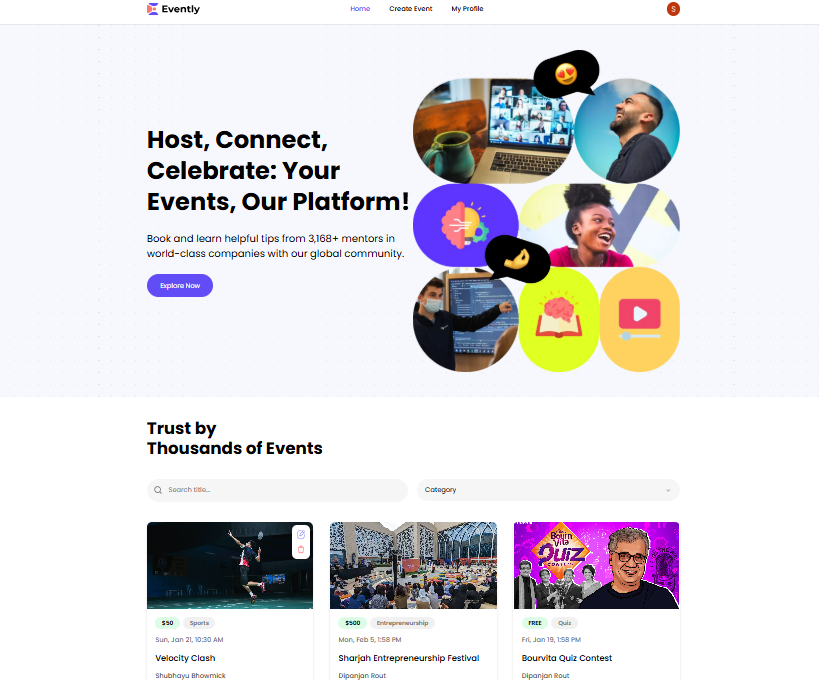 Evently
Home
Create Event
My Profile
S
Host, Connect,
Celebrate: Your
Events, Our Platform!
Book and learn helpful tips from 3,168+ mentors in
world-class companies with our global community.
Explore Now
Trust by
Thousands of Events
Search title...
Category
Bourn
Vita
Quiz
CONTEST
$50
Sports
Sun, Jan 21, 10:30 AM
Velocity Clash
Shubhayu Bhowmick
$500
Entrepreneurship
Mon, Feb 5, 1:58 PM
Sharjah Entrepreneurship Festival
Dipanjan Rout
FREE
Quiz
Fri, Jan 19, 1:58 PM
Bourvita Quiz Contest
Dipanjan Rout